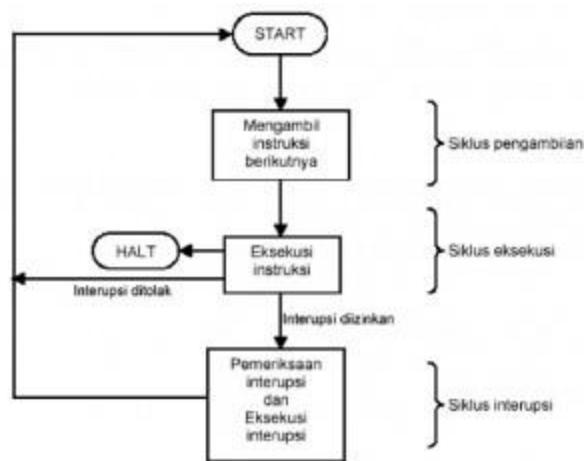 START
Mengambil
instruksi
berikutnya
Siklus pengambilan
HALT
Eksekusi
instruksi
Siklus eksekusi
Interupsi ditolak
Interupsi diizinkan
Pemeriksaan
interupsi
dan
Eksekusi
interupsi
Siklus interupsi